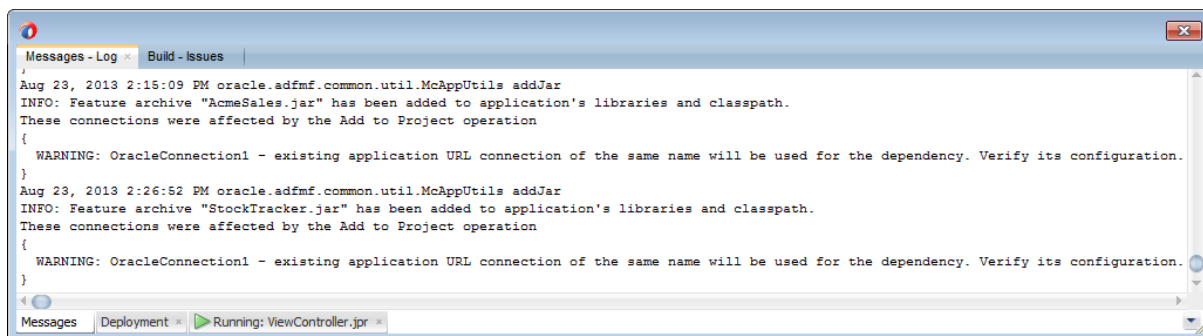 Messages - Log
Build - Issues
}
Aug 23, 2013 2:15:09 PM oracle.adfmf.common.util.McAppUtils addJar
INFO: Feature archive "AcmeSales.jar" has been added to application's libraries and classpath.
These connections were affected by the Add to Project operation
{
  WARNING: OracleConnection1 - existing application URL connection of the same name will be used for the dependency. Verify its configuration.
}
Aug 23, 2013 2:26:52 PM oracle.adfmf.common.util.McAppUtils addJar
INFO: Feature archive "StockTracker.jar" has been added to application's libraries and classpath.
These connections were affected by the Add to Project operation
{
  WARNING: OracleConnection1 - existing application URL connection of the same name will be used for the dependency. Verify its configuration.
}
Messages
Deployment
Running: ViewController.jpr